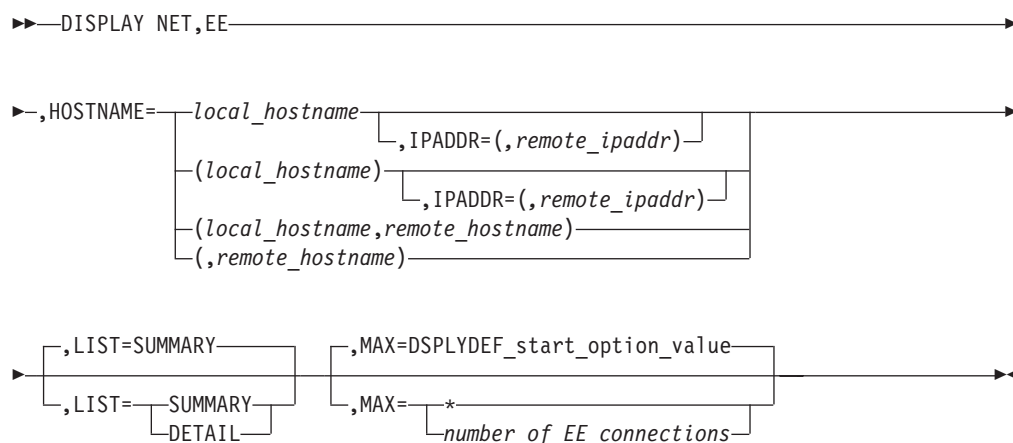 DISPLAY NET,EE
,HOSTNAME= local_hostname
,IPADDR=(,remote_ipaddr)
(local_hostname)
,IPADDR=(,remote_ipaddr)
(local_hostname,remote_hostname)
(,remote_hostname)
,LIST=SUMMARY ,MAX=DSPLYDEF_start_option_value
,LIST= SUMMARY ,MAX= *
DETAIL number of EE connections